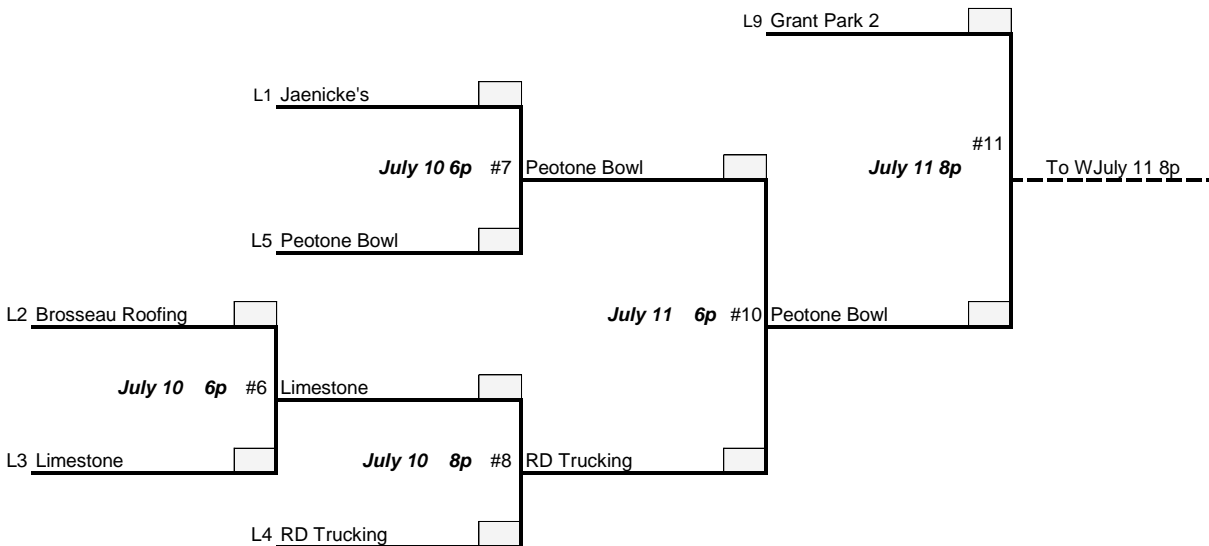 L9 Grant Park 2
L1 Jaenicke's
#11
July 10 6p #7 Peotone Bowl
July 11 8p
To WJuly 11 8p
L5 Peotone Bowl
L2 Brosseau Roofing
July 11 6p #10 Peotone Bowl
July 10 6p #6 Limestone
L3 Limestone
July 10 8p #8 RD Trucking
L4 RD Trucking